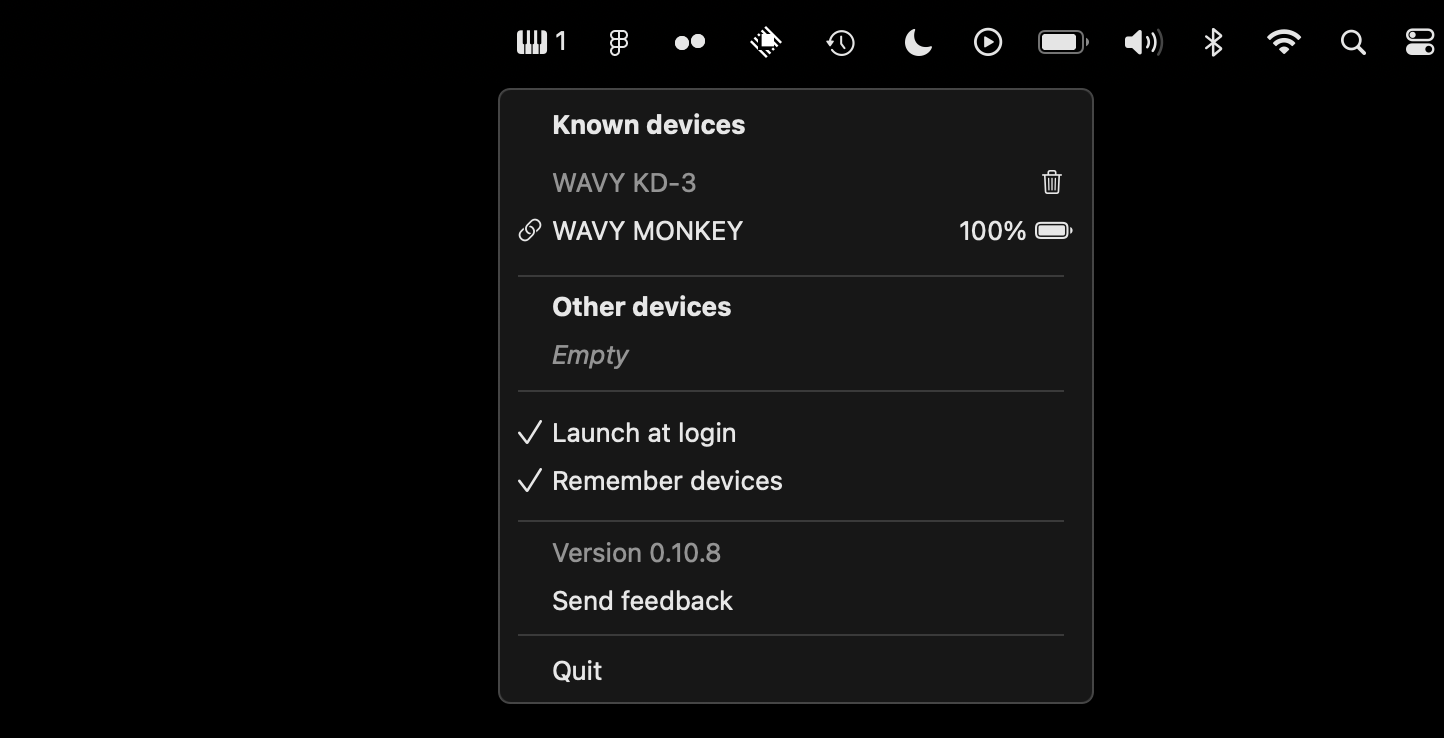 1
Known devices
WAVY KD-3
WAVY MONKEY 100%
Other devices
Empty
Launch at login
Remember devices
Version 0.10.8
Send feedback
Quit